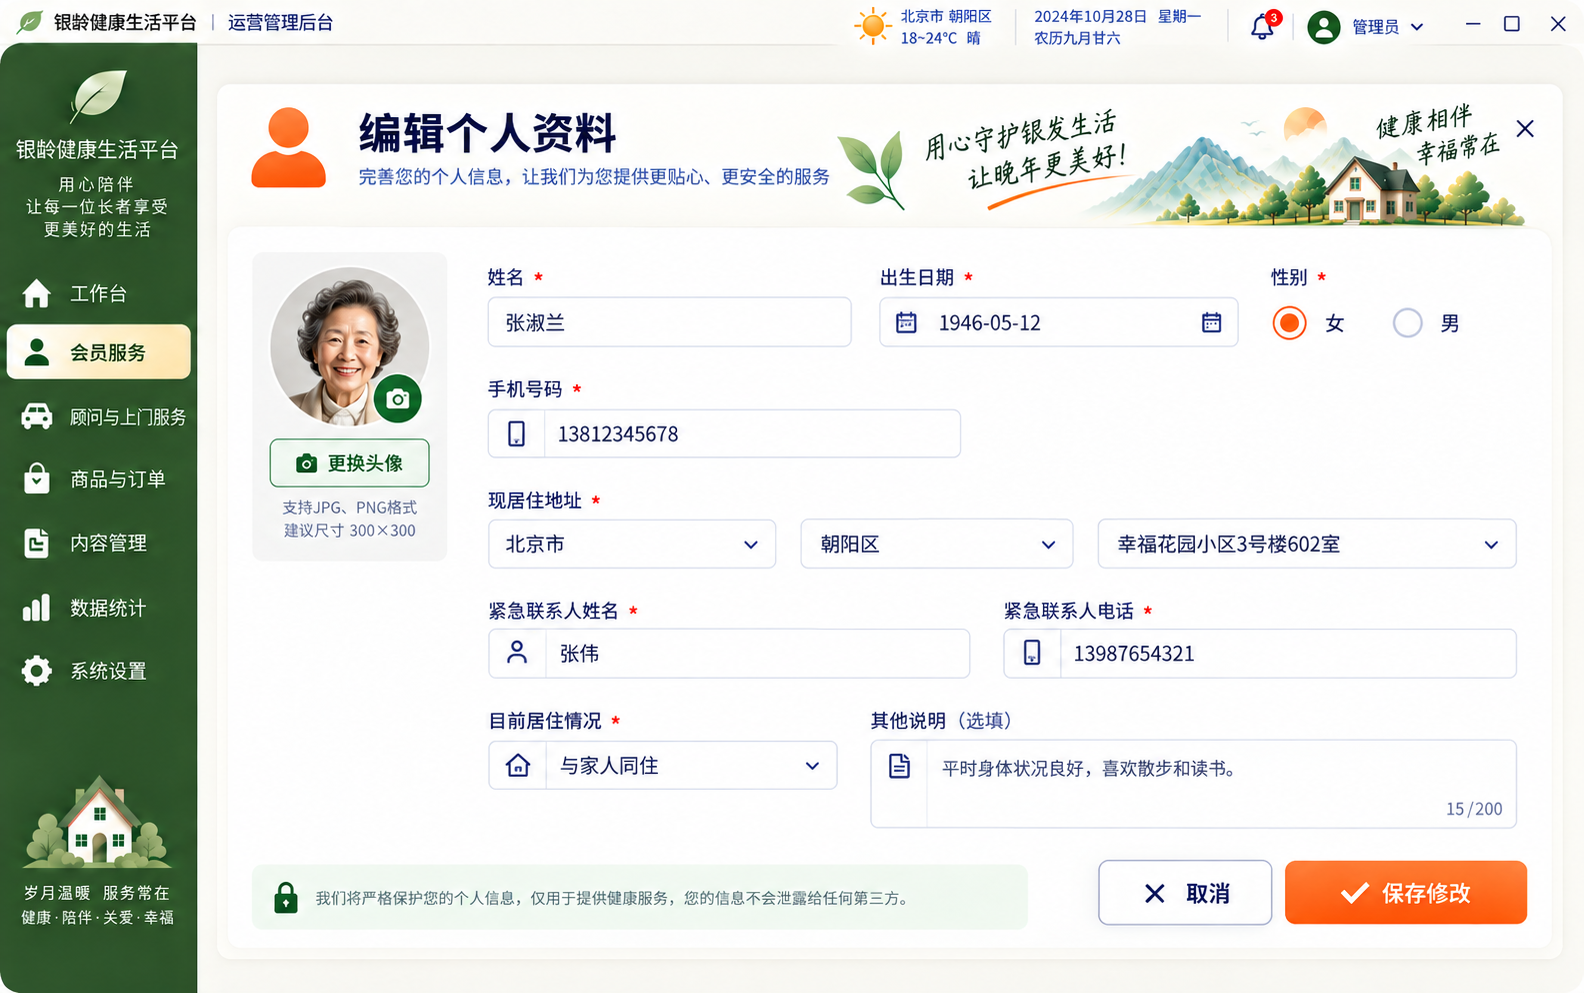 银龄健康生活平台 | 运营管理后台
北京市 朝阳区
18~24°C 晴
2024年10月28日 星期一
农历九月廿六
3
管理员
银龄健康生活平台
用心陪伴
让每一位长者享受
更美好的生活
工作台
会员服务
顾问与上门服务
商品与订单
内容管理
数据统计
系统设置
岁月温暖 服务常在
健康·陪伴·关爱·幸福
编辑个人资料
完善您的个人信息，让我们为您提供更贴心、更安全的服务
用心守护银发生活
让晚年更美好！
健康相伴
幸福常在
更换头像
支持JPG、PNG格式
建议尺寸 300×300
姓名 *
张淑兰
出生日期 *
1946-05-12
性别 *
女
男
手机号码 *
13812345678
现居住地址 *
北京市
朝阳区
幸福花园小区3号楼602室
紧急联系人姓名 *
张伟
紧急联系人电话 *
13987654321
目前居住情况 *
与家人同住
其他说明（选填）
平时身体状况良好，喜欢散步和读书。
15/200
我们将严格保护您的个人信息，仅用于提供健康服务，您的信息不会泄露给任何第三方。
取消
保存修改